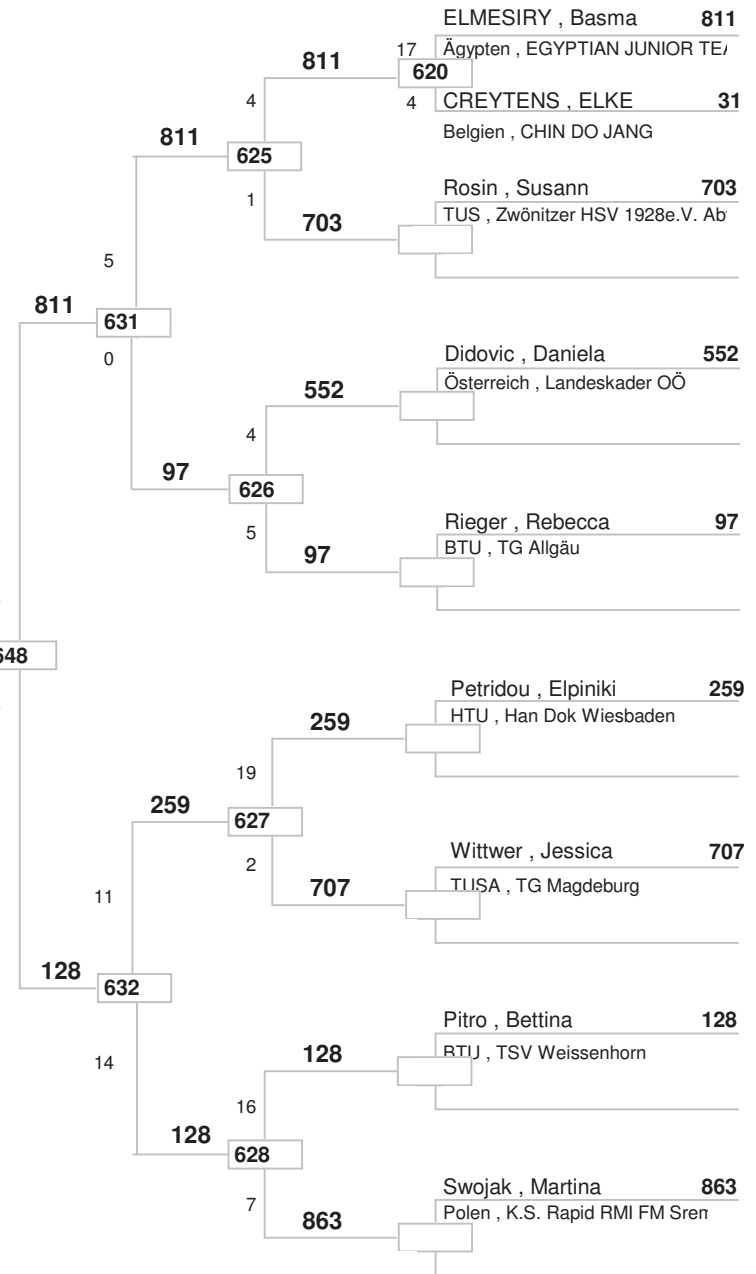 ELMESIRY , Basma 811
17 Ägypten , EGYPTIAN JUNIOR TEA
811 620
4 CREYTENS , ELKE 31
Belgien , CHIN DO JANG
4
811 625
1
Rosin , Susann 703
703 TUS , Zwönitzer HSV 1928e.V. Ab
5
811 631
0
Didovic , Daniela 552
552 Österreich , Landeskader OÖ
4
97 626
5
Rieger , Rebecca 97
97 BTU , TG Allgäu
648
Petridou , Elpiniki 259
259 HTU , Han Dok Wiesbaden
19
259 627
2
Wittwer , Jessica 707
707 TUSA , TG Magdeburg
11
128 632
14
Pitro , Bettina 128
128 BTU , TSV Weissenhorn
16
128 628
7
Swojak , Martina 863
863 Polen , K.S. Rapid RMI FM Srem